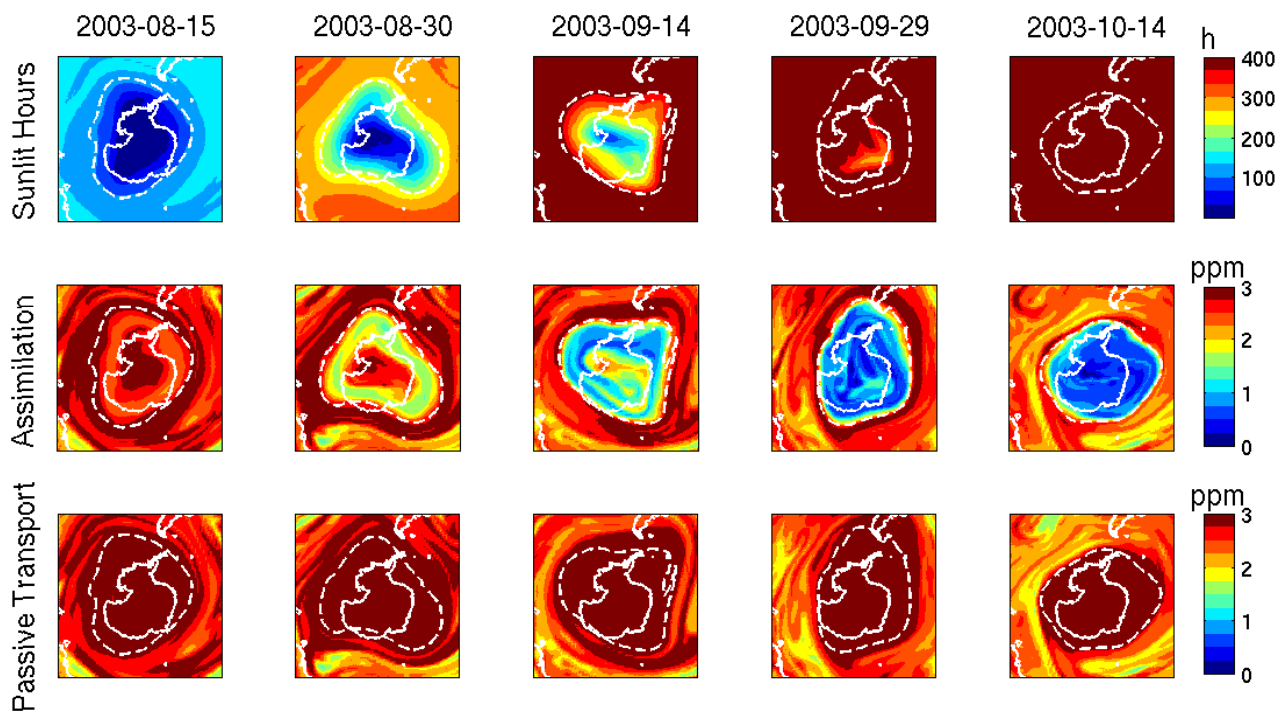 2003-08-15 2003-08-30 2003-09-14 2003-09-29 2003-10-14
Sunlit Hours
h
400
300
200
100
Assimilation
ppm
3
2
1
0
Passive Transport
ppm
3
2
1
0